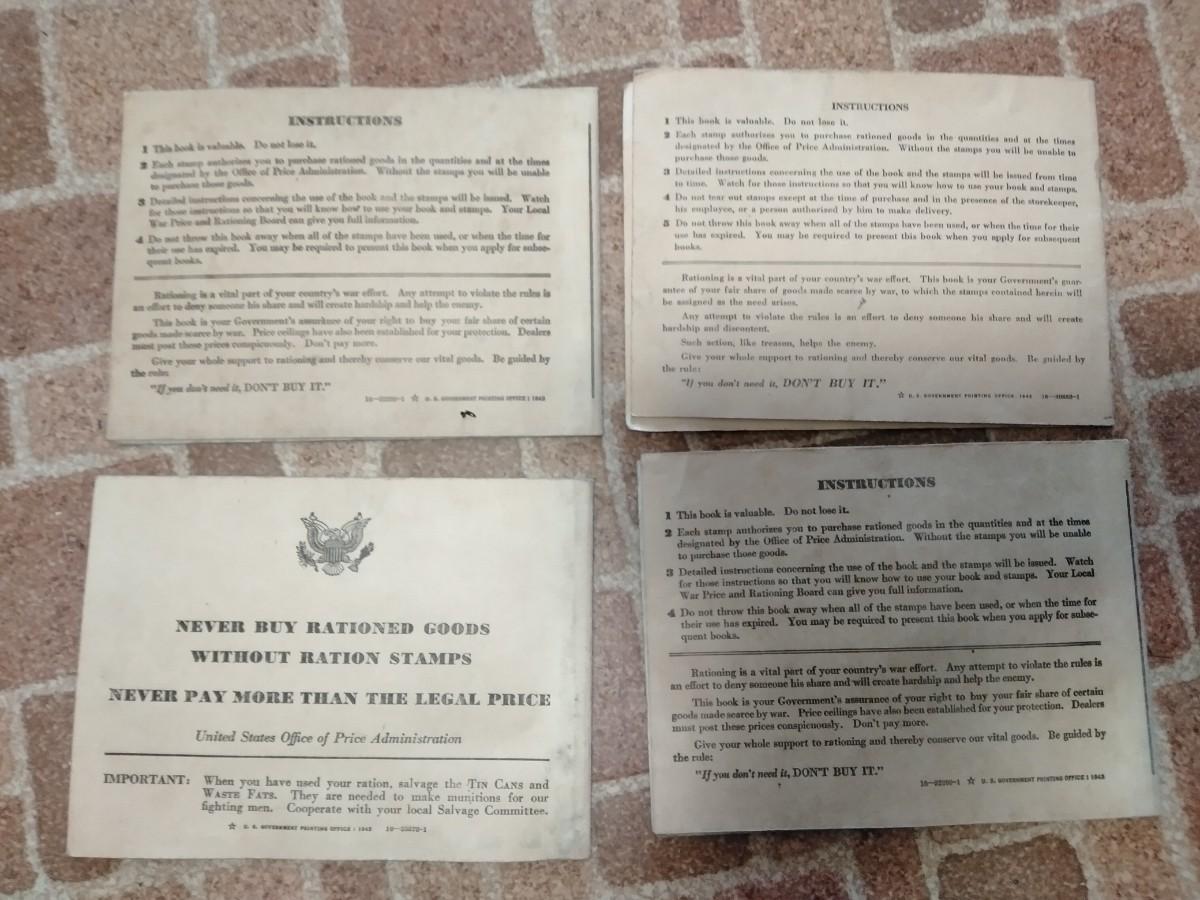 INSTRUCTIONS
1 This book is valuable. Do not lose it.
2 Each stamp authorizes you to purchase rationed goods in the quantities and at the times
designated by the Office of Price Administration. Without the stamps you will be unable
to purchase those goods.
3 Detailed instructions concerning the use of the book and the stamps will be issued. Watch
for those instructions so that you will know how to use your book and stamps. Your Local
War Price and Rationing Board can give you full information.
4 Do not throw this book away when all of the stamps have been used, or when the time for
their use has expired. You may be required to present this book when you apply for subse-
quent books.
Rationing is a vital part of your country's war effort. Any attempt to violate the rules is
an effort to deny someone his share and will create hardship and help the enemy.
This book is your Government's assurance of your right to buy your fair share of certain
goods made scarce by war. Price ceilings have also been established for your protection. Dealers
must post these prices conspicuously. Don't pay more.
Give your whole support to rationing and thereby conserve our vital goods. Be guided by
the rule:
"If you don't need it, DON'T BUY IT."
☆ U. S. GOVERNMENT PRINTING OFFICE : 1943
INSTRUCTIONS
1 This book is valuable. Do not lose it.
2 Each stamp authorizes you to purchase rationed goods in the quantities and at the times
designated by the Office of Price Administration. Without the stamps you will be unable to
purchase those goods.
3 Detailed instructions concerning the use of the book and the stamps will be issued from time
to time. Watch for those instructions so that you will know how to use your book and stamps.
4 Do not tear out stamps except at the time of purchase and in the presence of the storekeeper,
his employee, or a person authorized by him to make delivery.
5 Do not throw this book away when all of the stamps have been used, or when the time for their
use has expired. You may be required to present this book when you apply for subsequent
books.
Rationing is a vital part of your country's war effort. This book is your Government's guar-
antee of your fair share of goods made scarce by war, to which the stamps contained herein will
be assigned as the need arises.
Any attempt to violate the rules is an effort to deny someone his share and will create
hardship and discontent.
Such action, like treason, helps the enemy.
Give your whole support to rationing and thereby conserve our vital goods. Be guided by
the rule:
"If you don't need it, DON'T BUY IT."
☆ U. S. GOVERNMENT PRINTING OFFICE: 1942
NEVER BUY RATIONED GOODS
WITHOUT RATION STAMPS
NEVER PAY MORE THAN THE LEGAL PRICE
United States Office of Price Administration
IMPORTANT: When you have used your ration, salvage the TIN CANS and
WASTE FATS. They are needed to make munitions for our
fighting men. Cooperate with your local Salvage Committee.
☆ U. S. GOVERNMENT PRINTING OFFICE : 1943
INSTRUCTIONS
1 This book is valuable. Do not lose it.
2 Each stamp authorizes you to purchase rationed goods in the quantities and at the times
designated by the Office of Price Administration. Without the stamps you will be unable
to purchase those goods.
3 Detailed instructions concerning the use of the book and the stamps will be issued. Watch
for those instructions so that you will know how to use your book and stamps. Your Local
War Price and Rationing Board can give you full information.
4 Do not throw this book away when all of the stamps have been used, or when the time for
their use has expired. You may be required to present this book when you apply for subse-
quent books.
Rationing is a vital part of your country's war effort. Any attempt to violate the rules is
an effort to deny someone his share and will create hardship and help the enemy.
This book is your Government's assurance of your right to buy your fair share of certain
goods made scarce by war. Price ceilings have also been established for your protection. Dealers
must post these prices conspicuously. Don't pay more.
Give your whole support to rationing and thereby conserve our vital goods. Be guided by
the rule:
"If you don't need it, DON'T BUY IT."
☆ U. S. GOVERNMENT PRINTING OFFICE : 1943